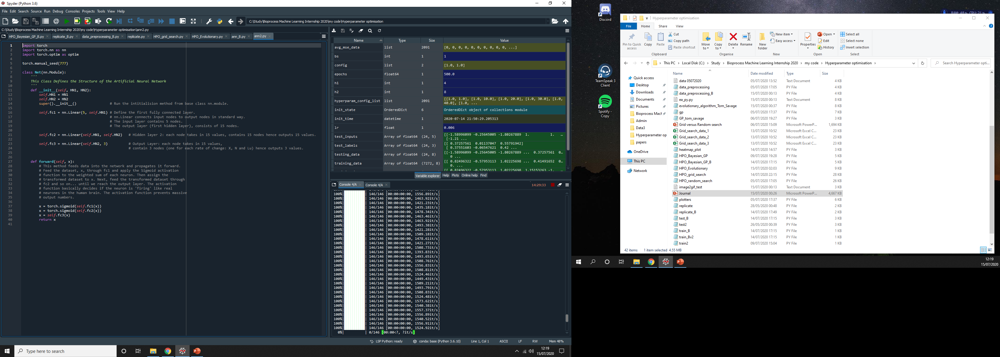 Spyder (Python 3.6)
File Edit Search Source Run Debug Consoles Projects Tools View Help
C:\Study\Bioprocess Machine Learning Internship 2020\my code\Hyperparameter optimisation
C:\Study\Bioprocess Machine Learning Internship 2020\my code\Hyperparameter optimisation\ann2.py
HPO_Bayesian_GP_B.py replicate_B.py data_preprocessing_B.py replicate.py HPO_grid_search.py HPO_Evolutionary.py ann_B.py ann2.py
1 import torch
2 import torch.nn as nn
3 import torch.optim as optim
4
5 torch.manual_seed(777)
6
7 class Net(nn.Module):
8 '''
9 This Class Defines the Structure of the Artificial Neural Network
10 '''
11 def __init__(self, HN1, HN2):
12 self.HN1 = HN1
13 self.HN2 = HN2
14 super().__init__() # Run the intitialision method from base class nn.module.
15
16 self.fc1 = nn.Linear(5, self.HN1) # Define the first fully connected layer.
17 # nn.Linear connects input nodes to output nodes in standard way.
18 # The input layer contains 5 nodes.
19 # The output layer (first hidden layer), consists of 15 nodes.
20
21 self.fc2 = nn.Linear(self.HN1, self.HN2) # Hidden layer 2: each node takes in 15 values, contains 15 nodes hence outputs 15 values.
22
23 self.fc3 = nn.Linear(self.HN2, 3) # Output Layer: each node takes in 15 values,
24 # contain 3 nodes (one for each rate of change: X, N and Lu) hence outputs 3 values.
25
26
27 def forward(self, x):
28 # This method feeds data into the network and propagates it forward.
29 # Feed the dataset, x, through fc1 and apply the Sigmoid activation
30 # function to the weighted sum of each neuron. Then assign the
31 # transformed dataset to x. Next, feed the transformed dataset through
32 # fc2 and so on... until we reach the output layer. The activation
33 # function basically decides if the neuron is 'firing' like real
34 # neurones in the human brain. The activation function prevents massive
35 # output numbers.
36
37 x = torch.sigmoid(self.fc1(x))
38 x = torch.sigmoid(self.fc2(x))
39 x = self.fc3(x)
40 return x
41
Name Type Size Value
avg_mse_data list 2091 [0, 0, 0, 0, 0, 0, 0, 0, 0, 0, ...]
bs int 1 1
config list 2 [1.0, 1.0]
epochs float64 1 500.0
h1 int 1 4
h2 int 1 8
hyperparam_config_list list 2091 [[1.0, 1.0], [1.0, 10.0], [1.0, 20.0], [1.0, 30.0], [1.0,
40.0], [1.0, ...
init_state OrderedDict 6 OrderedDict object of collections module
init_time datetime 1 2020-07-14 21:50:29.205313
lr float 1 0.006
test_inputs Array of float64 (24, 5) [[-1.58996099 -0.25645005 -1.80267889 1. 1. ...
[-1.21 ...
test_labels Array of float64 (24, 3) [[ 0.37257561 0.01137047 0.55791942]
[ 0.37551603 -0.06547621 0.42 ...
testing_data Array of float64 (24, 8) [[-1.58996099 -0.25645005 -1.80267889 ... 0.37257561 0...
0 ...
training_data Array of float64 (7272, 8) [[ 0.82496322 -0.57953113 1.02225698 ... 0.41491652 0...
0. ...
[[ 0.82496322 -0.57953113 1.02225698 1.15153263 -1. ...
Variable explorer Help Plots Online help Find
Console 4/A Console 4/A 14:29:33
100%| | 146/146 [00:00<00:00, 1556.89it/s]
100%| | 146/146 [00:00<00:00, 1463.92it/s]
100%| | 146/146 [00:00<00:00, 1421.23it/s]
100%| | 146/146 [00:00<00:00, 1435.18it/s]
100%| | 146/146 [00:00<00:00, 1478.34it/s]
100%| | 146/146 [00:00<00:00, 1463.46it/s]
100%| | 146/146 [00:00<00:00, 1463.92it/s]
100%| | 146/146 [00:00<00:00, 1493.38it/s]
100%| | 146/146 [00:00<00:00, 1421.28it/s]
100%| | 146/146 [00:00<00:00, 1509.18it/s]
100%| | 146/146 [00:00<00:00, 1478.61it/s]
100%| | 146/146 [00:00<00:00, 1421.27it/s]
100%| | 146/146 [00:00<00:00, 1508.73it/s]
100%| | 146/146 [00:00<00:00, 1393.83it/s]
100%| | 146/146 [00:00<00:00, 1493.65it/s]
100%| | 146/146 [00:00<00:00, 1508.76it/s]
100%| | 146/146 [00:00<00:00, 1556.83it/s]
100%| | 146/146 [00:00<00:00, 1508.81it/s]
100%| | 146/146 [00:00<00:00, 1524.46it/s]
100%| | 146/146 [00:00<00:00, 1449.43it/s]
100%| | 146/146 [00:00<00:00, 1509.21it/s]
100%| | 146/146 [00:00<00:00, 1493.79it/s]
100%| | 146/146 [00:00<00:00, 1508.83it/s]
100%| | 146/146 [00:00<00:00, 1524.48it/s]
100%| | 146/146 [00:00<00:00, 1573.62it/s]
100%| | 146/146 [00:00<00:00, 1540.38it/s]
100%| | 146/146 [00:00<00:00, 1557.37it/s]
100%| | 146/146 [00:00<00:00, 1556.89it/s]
100%| | 146/146 [00:00<00:00, 1540.52it/s]
100%| | 146/146 [00:00<00:00, 1556.91it/s]
100%| | 146/146 [00:00<00:00, 1524.92it/s]
0%| | 0/146 [00:00<?, ?it/s]
LSP Python: ready conda: base (Python 3.6.10) Line 1, Col 1 ASCII LF RW Mem 48%
Type here to search
12:19
15/07/2020
Discord
TeamSpeak 3
Client
Spotify -
Copy
RAM: 48% CPU: 21%
Hyperparameter optimisation
File Home Share View
Pin to Quick access
Copy
Paste
Cut
Copy path
Paste shortcut
Clipboard
Move to
Copy to
Delete
Rename
Organise
New folder
New item
Easy access
New
Properties
Open
Edit
History
Open
Select all
Select none
Invert selection
Select
This PC > Local Disk (C:) > Study > Bioprocess Machine Learning Internship 2020 > my code > Hyperparameter optimisation >
Search Hyperparameter opti...
Quick access
Desktop
Downloads
Documents
Pictures
Bioprocess Mach
Admin
Data3
Hyperparameter op
papers
OneDrive
This PC
Network
Name Date modified Type Size
data 05072020 05/07/2020 13:52 Text Document 4 KB
data_preprocessing 05/07/2020 17:05 PY File 4 KB
data_preprocessing_B 15/07/2020 00:13 PY File 4 KB
ea_py.py 15/07/2020 00:13 Text Document 8 KB
evolutionary_algorithm_Tom_Savage 15/07/2020 00:37 PY File 8 KB
gp 05/07/2020 17:37 PY File 7 KB
GP_tom_savage 06/07/2020 19:27 PY File 3 KB
Grid versus Random search 06/07/2020 15:09 Microsoft PowerP... 1,694 KB
Grid_search_data_1 13/07/2020 10:52 Microsoft Excel C... 23 KB
Grid_search_data_2 13/07/2020 10:52 Microsoft Excel C... 23 KB
Grid_search_data_3 13/07/2020 10:52 Microsoft Excel C... 23 KB
heatmap_plot 14/07/2020 14:57 PY File 3 KB
HPO_Bayesian_GP 09/07/2020 19:28 PY File 5 KB
HPO_Bayesian_GP_B 14/07/2020 17:15 PY File 5 KB
HPO_Evolutionary 15/07/2020 02:03 PY File 9 KB
HPO_grid_search 14/07/2020 22:15 PY File 28 KB
HPO_random_search 05/07/2020 17:05 PY File 26 KB
image2gif_test 15/07/2020 00:13 Text Document 3 KB
Journal 15/07/2020 00:26 Microsoft PowerP... 4,667 KB
plotters 05/07/2020 17:37 PY File 6 KB
replicate 28/05/2020 00:48 PY File 2 KB
replicate_B 14/07/2020 17:49 PY File 2 KB
test_B 14/07/2020 17:15 PY File 3 KB
test2 26/05/2020 00:39 PY File 3 KB
train_B 14/07/2020 17:15 PY File 1 KB
train_Bv2 14/07/2020 17:15 PY File 1 KB
train2 09/07/2020 15:04 PY File 1 KB
42 items 1 item selected 4.55 MB
12:19
15/07/2020